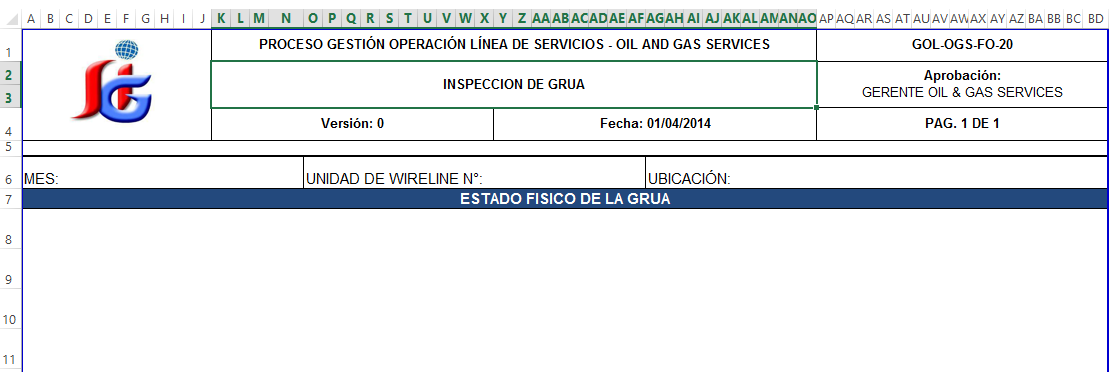 A B C D E F G H I J K L M N O P Q R S T U V W X Y Z AA AB AC AD AE AF AG AH AI AJ AK AL AM AN AO AP AQ AR AS AT AU AV AW AX AY AZ BA BB BC BD
1 PROCESO GESTIÓN OPERACIÓN LÍNEA DE SERVICIOS - OIL AND GAS SERVICES GOL-OGS-FO-20
2 INSPECCION DE GRUA Aprobación:
3 GERENTE OIL & GAS SERVICES
4 Versión: 0 Fecha: 01/04/2014 PAG. 1 DE 1
5
6 MES: UNIDAD DE WIRELINE N°: UBICACIÓN:
7 ESTADO FISICO DE LA GRUA
8
9
10
11